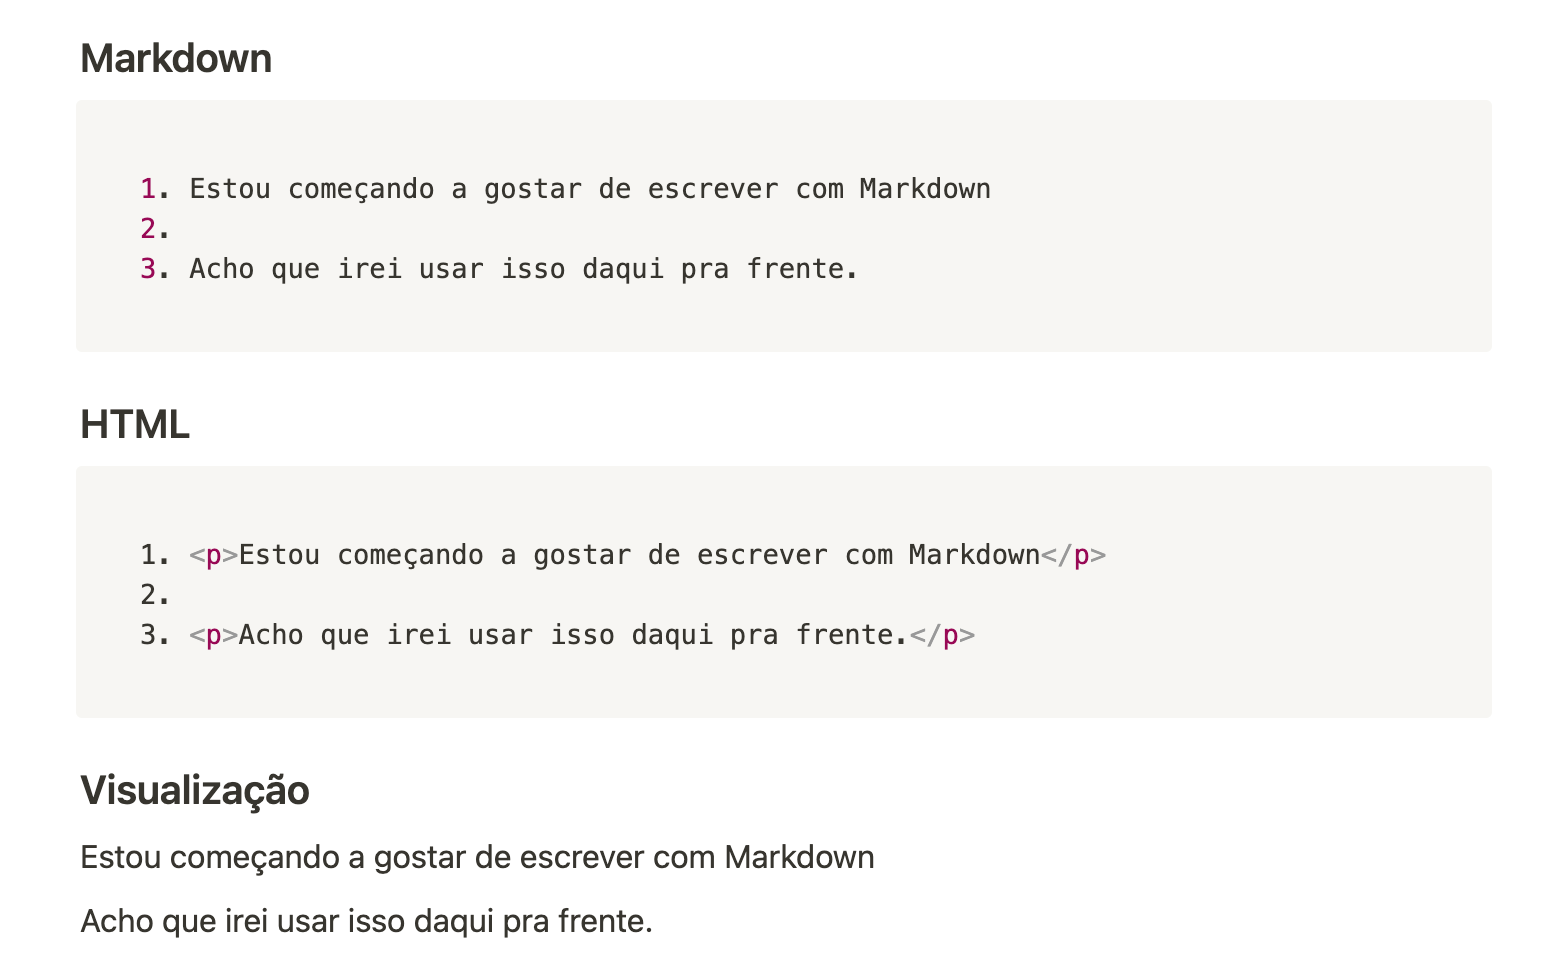 Markdown
1. Estou começando a gostar de escrever com Markdown
2.
3. Acho que irei usar isso daqui pra frente.
HTML
1. <p>Estou começando a gostar de escrever com Markdown</p>
2.
3. <p>Acho que irei usar isso daqui pra frente.</p>
Visualização
Estou começando a gostar de escrever com Markdown
Acho que irei usar isso daqui pra frente.